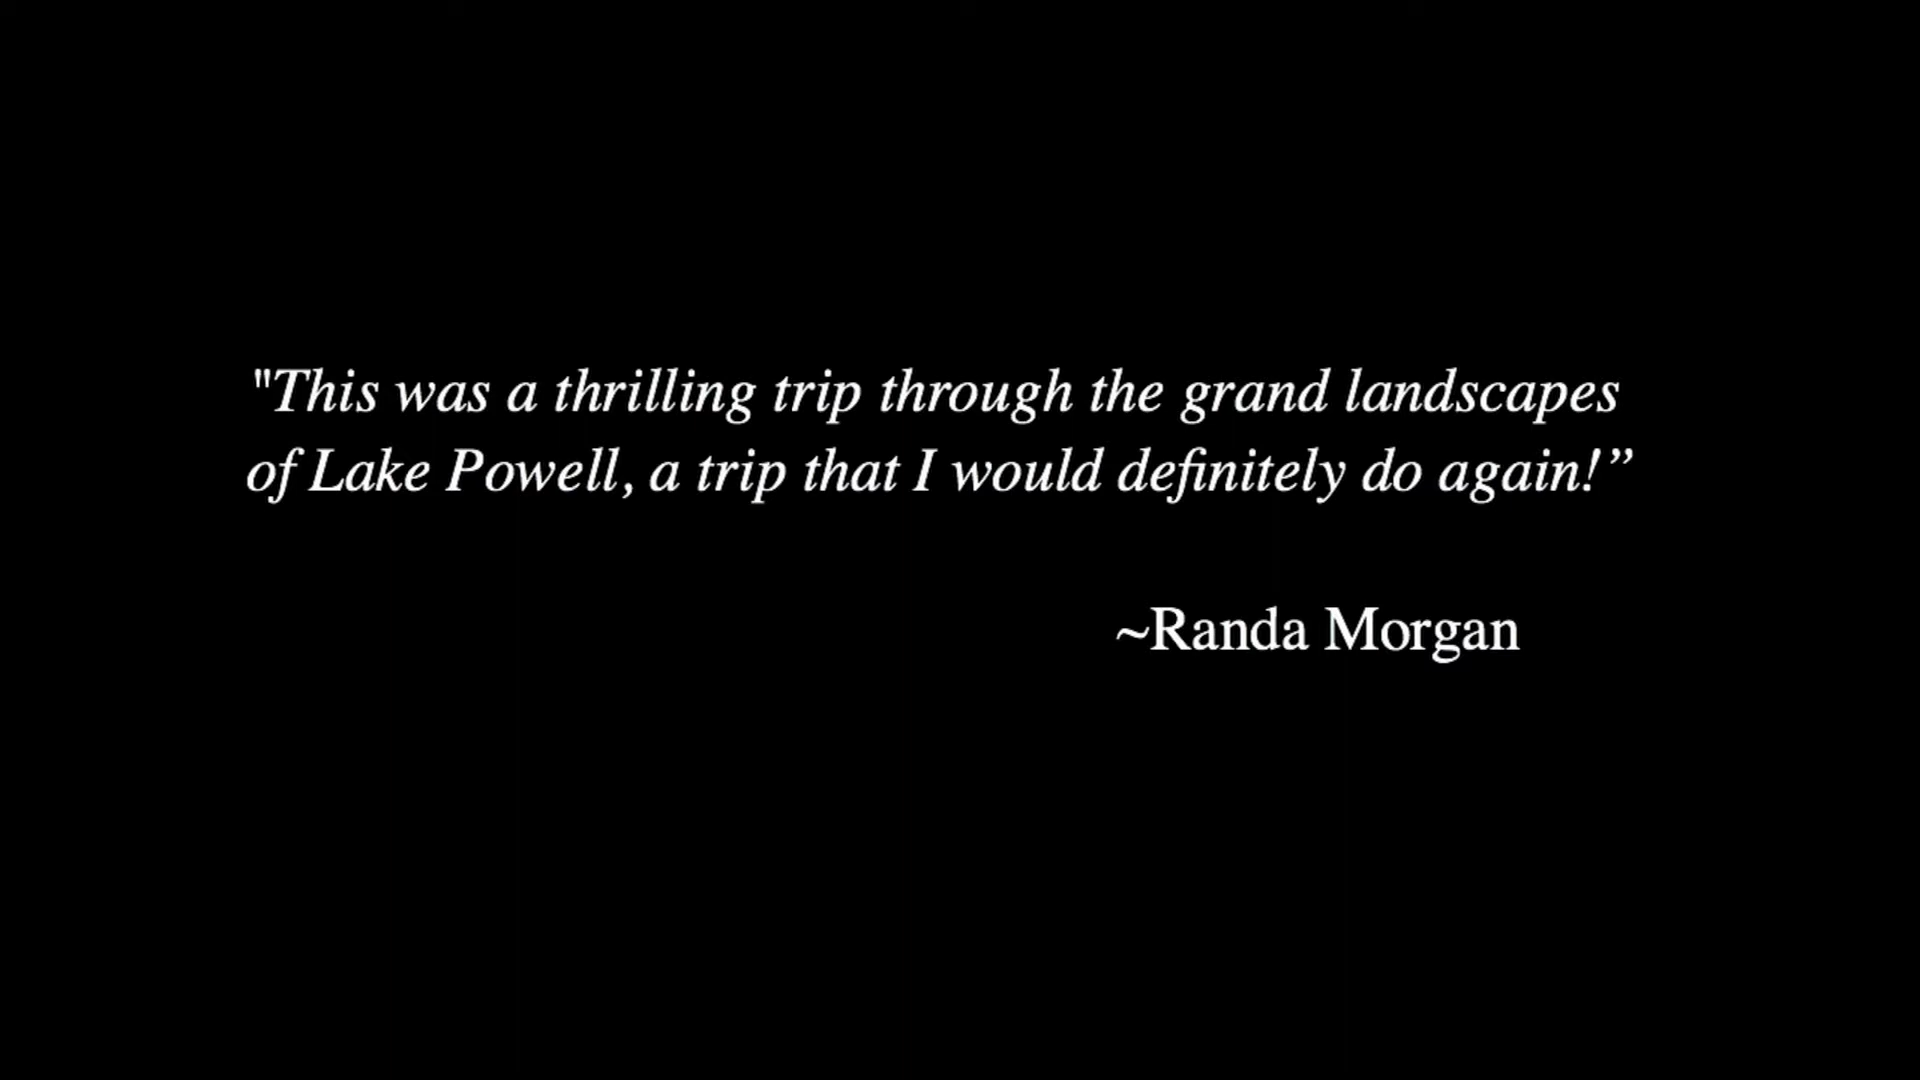 "This was a thrilling trip through the grand landscapes
of Lake Powell, a trip that I would definitely do again!”
~Randa Morgan